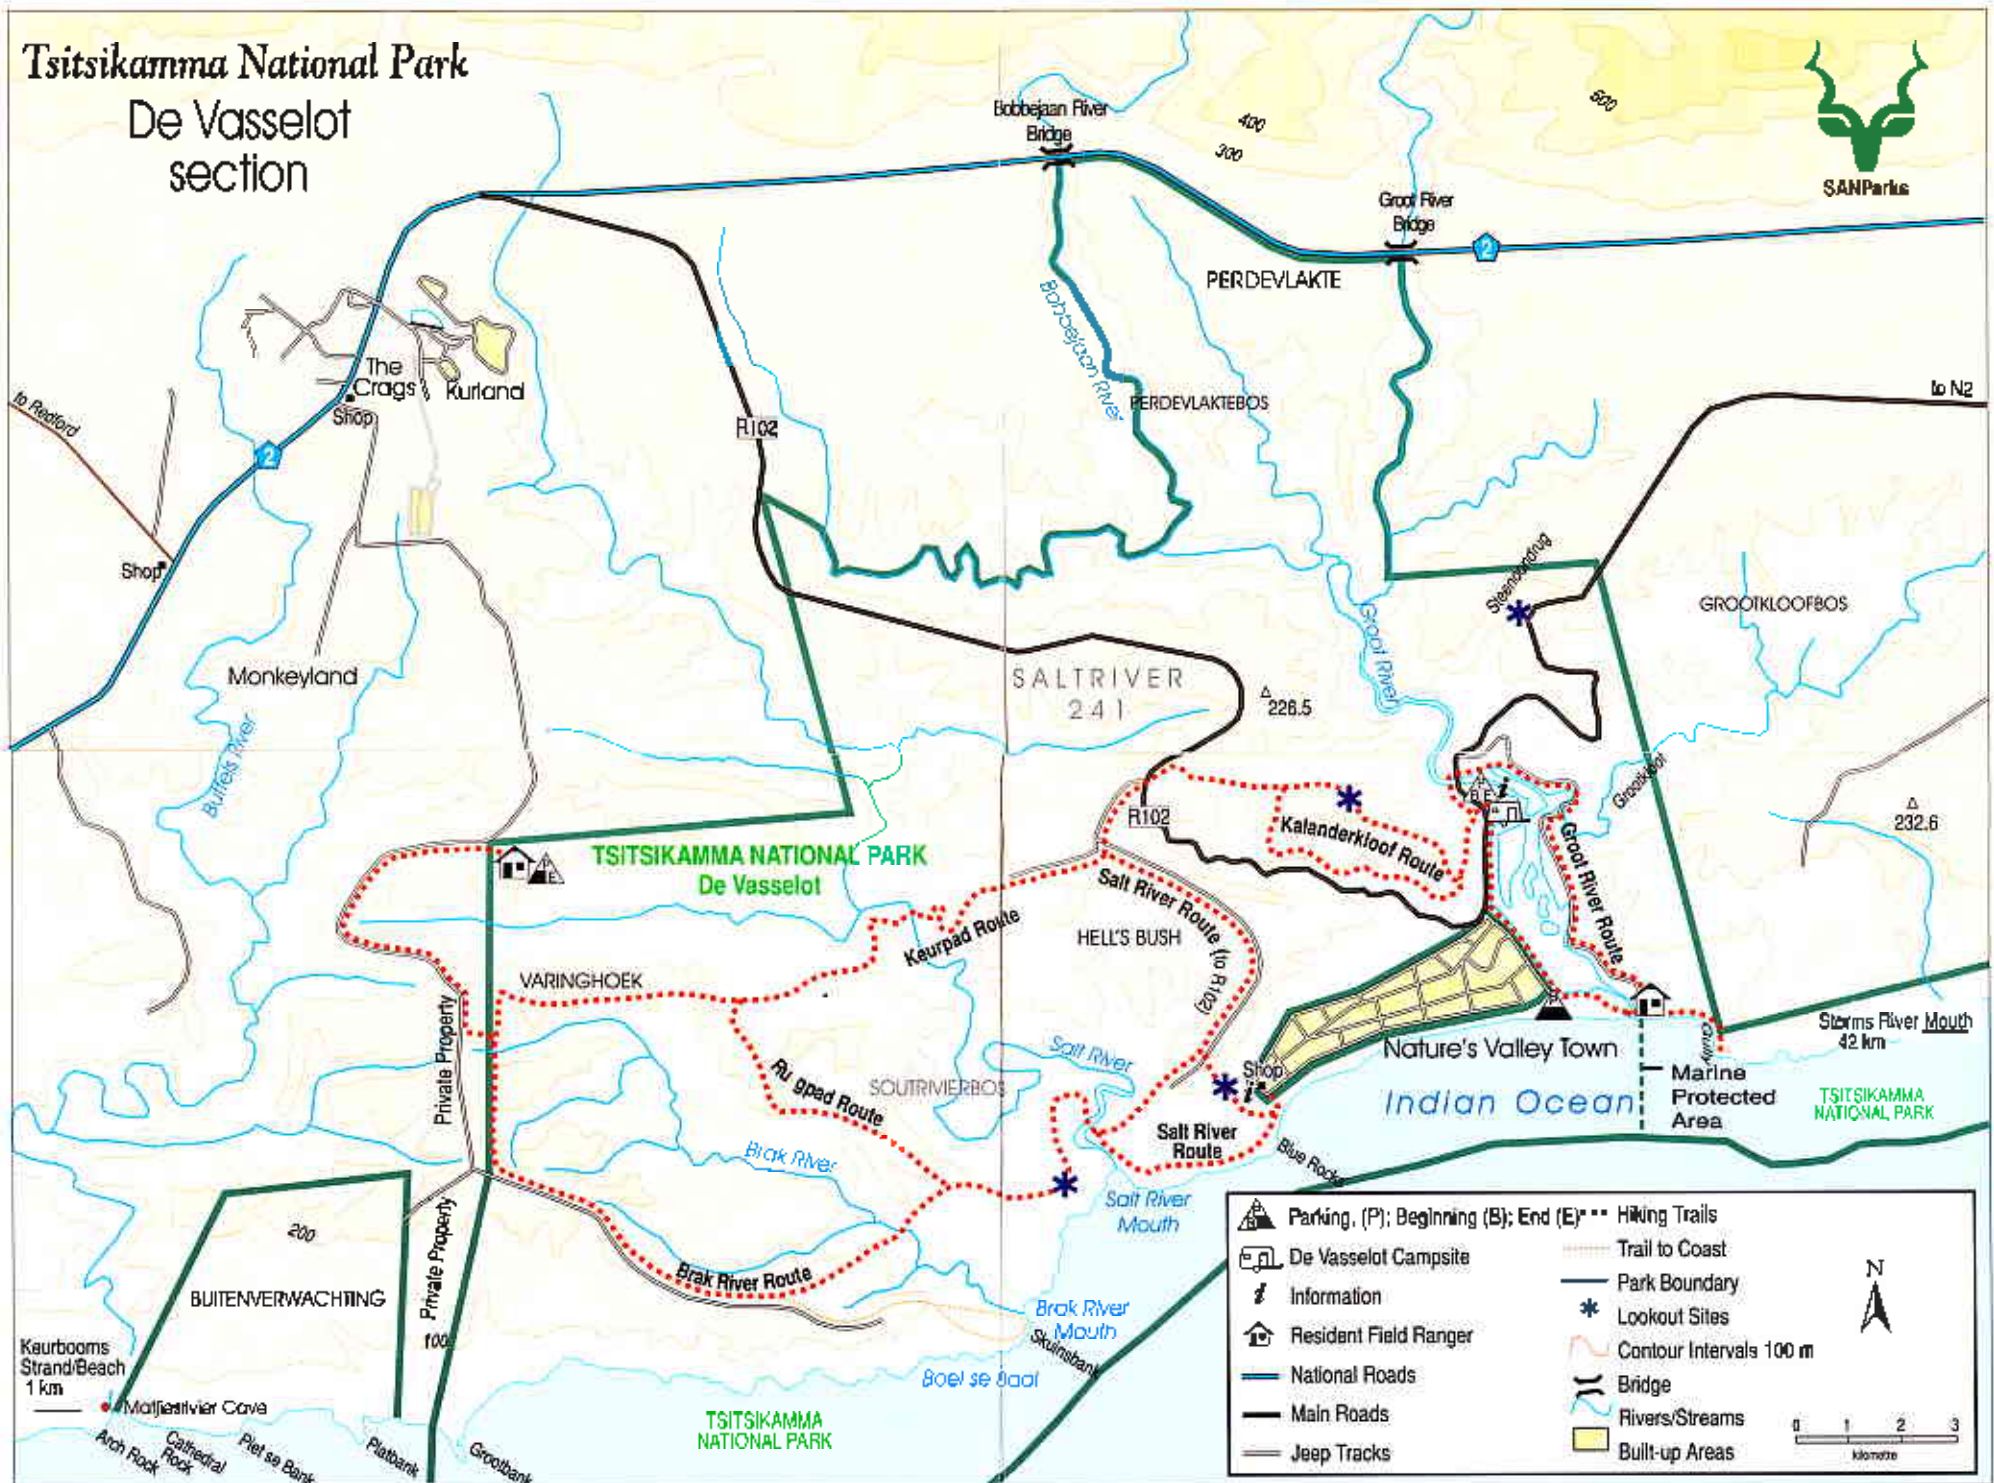 Tsitsikamma National Park
De Vasselot
section
SANParks
Bobbejaan River
Bridge
400
300
500
Groot River
Bridge
2
PERDEVLAKTE
Bobbejaan River
PERDEVLAKTEBOS
to N2
The
Crags
Kurland
Shop
to Redford
2
R102
Shop
Monkeyland
Buffels River
Groot River
GROOTKLOOFBOS
SALTRIVER
241
226.5
Grootkloof
232.6
R102
Kalanderkloof Route
P
B E
i
Groot River Route
TSITSIKAMMA NATIONAL PARK
De Vasselot
P
E
Salt River Route (to R102)
HELL'S BUSH
Keurpad Route
VARINGHOEK
Private Property
Salt River
SOUTRIVIERBOS
Ru gpad Route
Brak River
Shop
i
Nature's Valley Town
Indian Ocean
Storms River Mouth
42 km
Marine
Protected
Area
TSITSIKAMMA
NATIONAL PARK
Salt River
Route
Blue Rocks
Salt River
Mouth
Private Property
200
BUITENVERWACHTING
100
Brak River Route
Brak River
Mouth
Skuinsbank
Boel se Baai
Keurbooms
Strand/Beach
1 km
Matjiesrivier Cave
Arch Rock
Cathedral
Rock
Piet se Bank
Platbank
Grootbank
TSITSIKAMMA
NATIONAL PARK
Parking, (P); Beginning (B); End (E)
De Vasselot Campsite
i Information
Resident Field Ranger
National Roads
Main Roads
Jeep Tracks
Hiking Trails
Trail to Coast
Park Boundary
Lookout Sites
Contour Intervals 100 m
Bridge
Rivers/Streams
Built-up Areas
N
0 1 2 3
kilometre